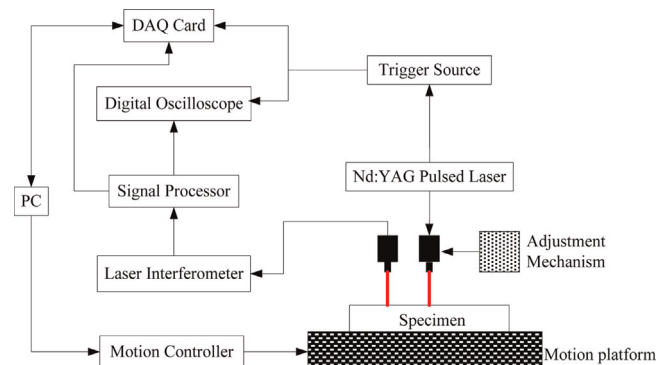 DAQ Card
Trigger Source
Digital Oscilloscope
Nd:YAG Pulsed Laser
PC
Signal Processor
Adjustment
Mechanism
Laser Interferometer
Specimen
Motion Controller
Motion platform